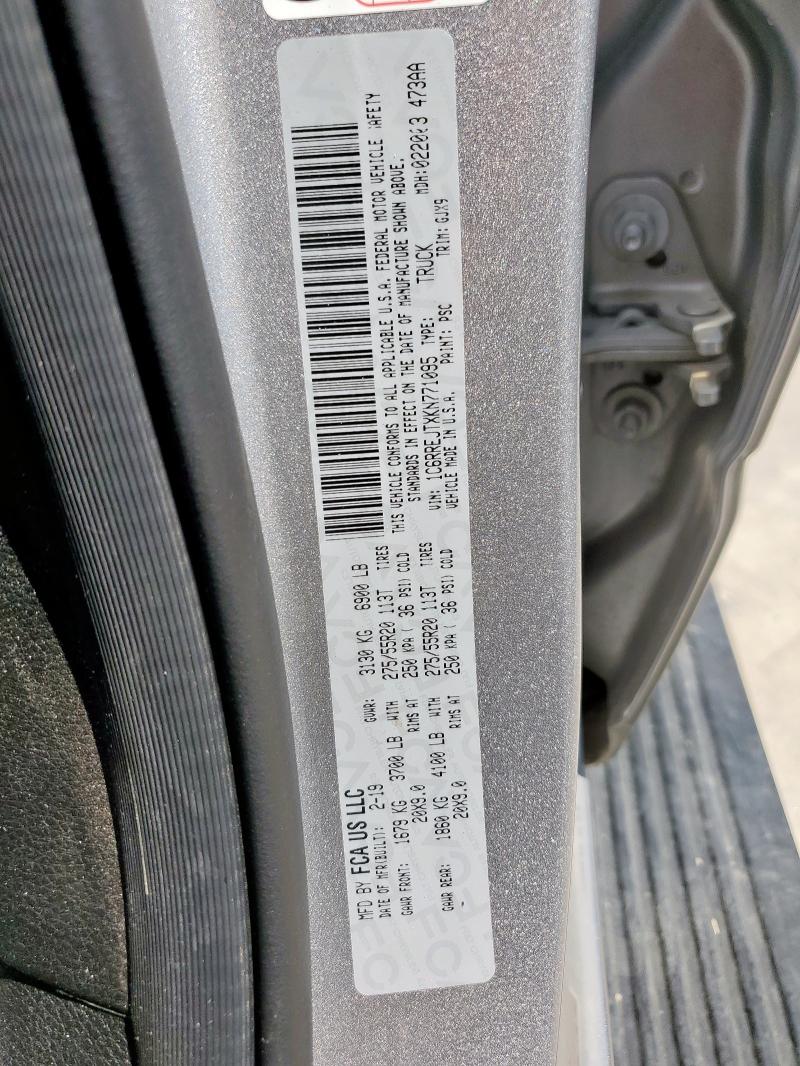 MFD BY FCA US LLC
DATE OF MFR(BUILT): 2-19 GVWR: 3130 KG 6900 LB
GAWR FRONT: 1679 KG 3700 LB WITH 275/55R20 113T TIRES
20X9.0 RIMS AT 250 KPA ( 36 PSI) COLD
GAWR REAR: 1860 KG 4100 LB WITH 275/55R20 113T TIRES
20X9.0 RIMS AT 250 KPA ( 36 PSI) COLD
THIS VEHICLE CONFORMS TO ALL APPLICABLE U.S.A. FEDERAL MOTOR VEHICLE SAFETY
STANDARDS IN EFFECT ON THE DATE OF MANUFACTURE SHOWN ABOVE.
VIN: 1C6RREJTXKN771095 TYPE: TRUCK MDH: 473AA
VEHICLE MADE IN U.S.A. PAINT: PSC TRIM: GJX9